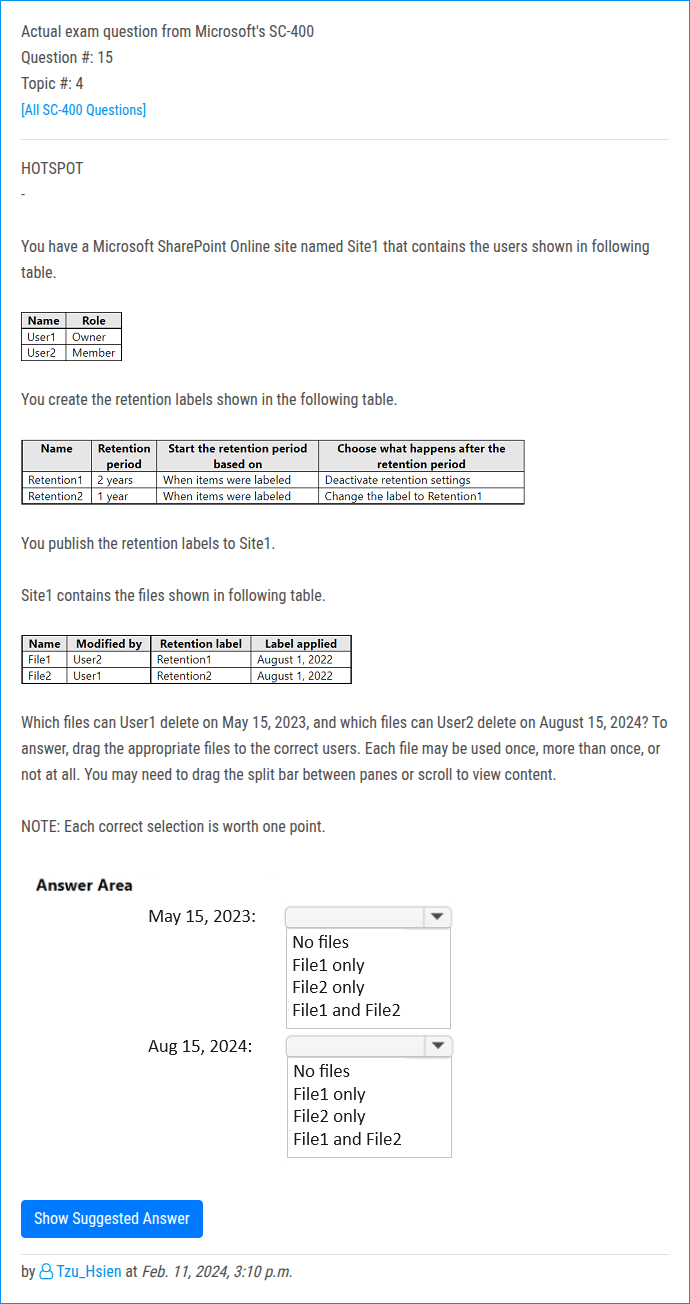 Actual exam question from Microsoft's SC-400
Question #: 15
Topic #: 4
[All SC-400 Questions]
HOTSPOT
-
You have a Microsoft SharePoint Online site named Site1 that contains the users shown in following
table.
Name Role
User1 Owner
User2 Member
You create the retention labels shown in the following table.
Name Retention period Start the retention period based on Choose what happens after the retention period
Retention1 2 years When items were labeled Deactivate retention settings
Retention2 1 year When items were labeled Change the label to Retention1
You publish the retention labels to Site1.
Site1 contains the files shown in following table.
Name Modified by Retention label Label applied
File1 User2 Retention1 August 1, 2022
File2 User1 Retention2 August 1, 2022
Which files can User1 delete on May 15, 2023, and which files can User2 delete on August 15, 2024? To
answer, drag the appropriate files to the correct users. Each file may be used once, more than once, or
not at all. You may need to drag the split bar between panes or scroll to view content.
NOTE: Each correct selection is worth one point.
Answer Area
May 15, 2023:
No files
File1 only
File2 only
File1 and File2
Aug 15, 2024:
No files
File1 only
File2 only
File1 and File2
Show Suggested Answer
by Tzu_Hsien at Feb. 11, 2024, 3:10 p.m.